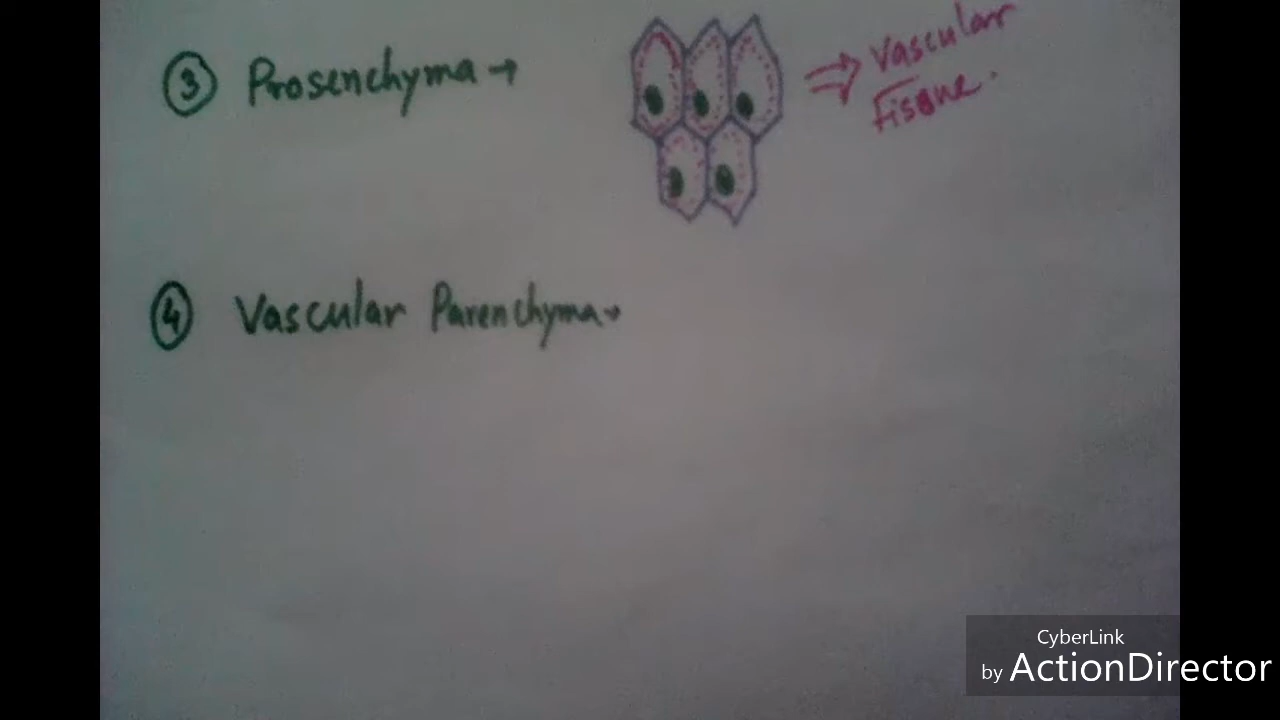 ③ Prosenchyma →
⇒ Vascular
Fisone.
④ Vascular Parenchyma →
CyberLink
by ActionDirector